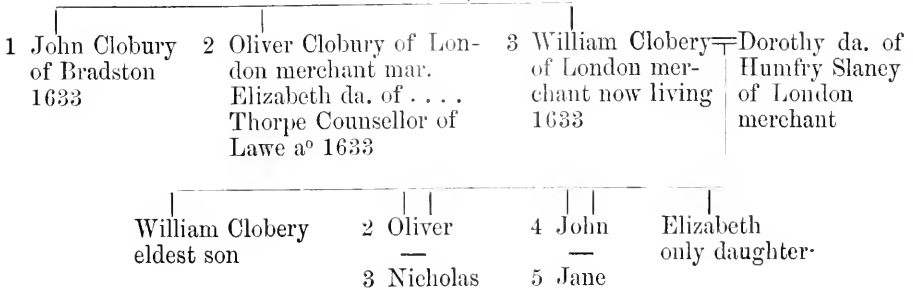 1 John Clobury
of Bradston
1633
2 Oliver Clobury of Lon-
don merchant mar.
Elizabeth da. of . . . .
Thorpe Counsellor of
Lawe aº 1633
3 William Clobery
of London mer-
chant now living
1633
Dorothy da. of
Humfry Slaney
of London
merchant
William Clobery
eldest son
2 Oliver
3 Nicholas
4 John
5 Jane
Elizabeth
only daughter·